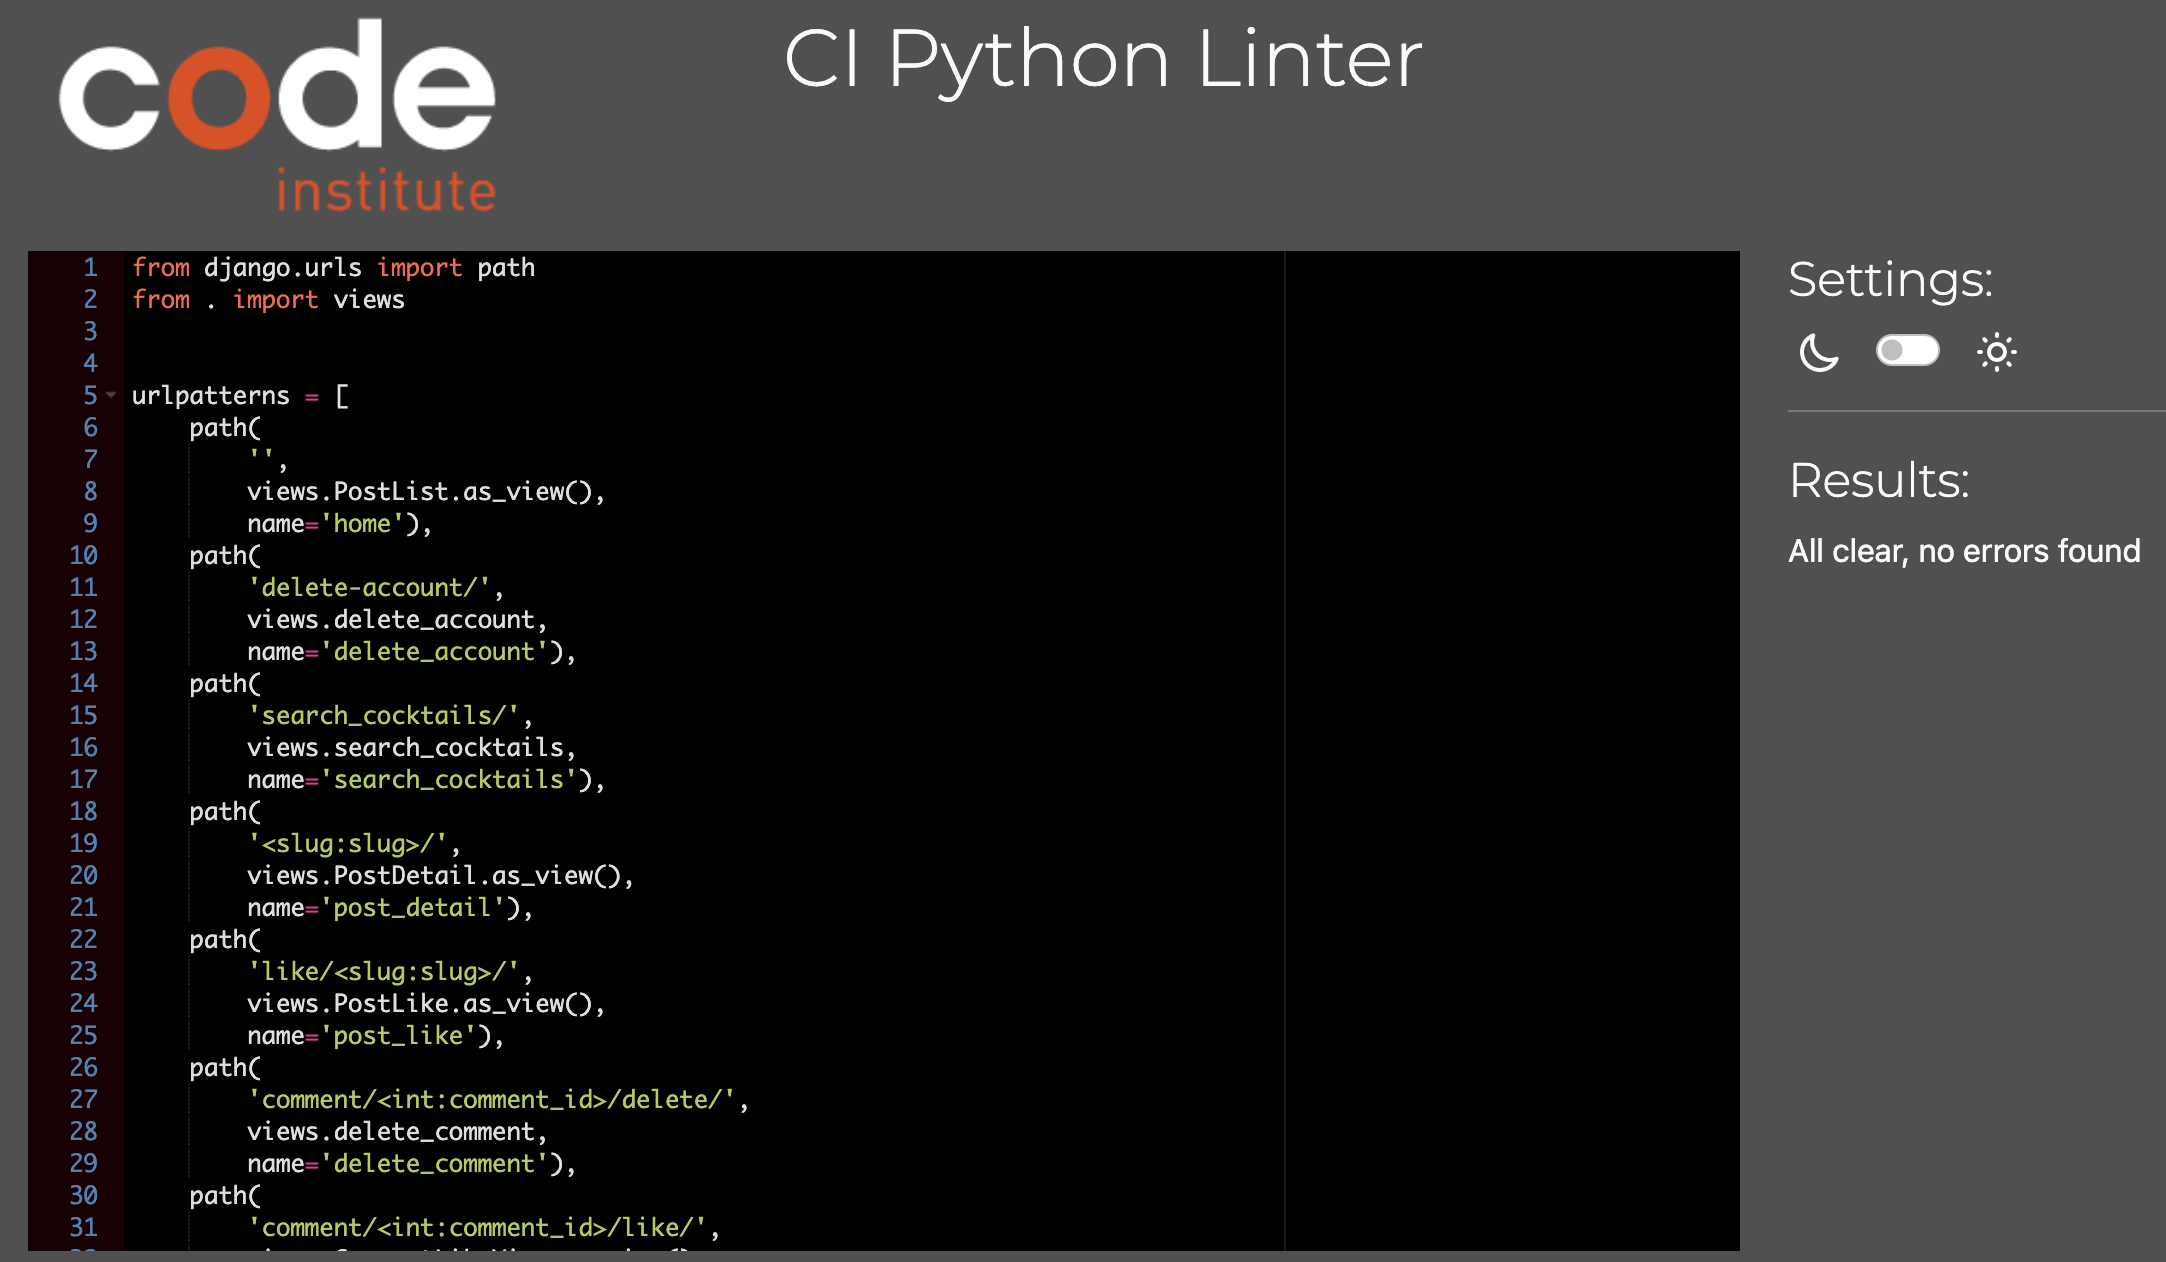 code
institute
CI Python Linter
1 from django.urls import path
2 from . import views
3
4
5 urlpatterns = [
6     path(
7         '',
8         views.PostList.as_view(),
9         name='home'),
10     path(
11         'delete-account/',
12         views.delete_account,
13         name='delete_account'),
14     path(
15         'search_cocktails/',
16         views.search_cocktails,
17         name='search_cocktails'),
18     path(
19         '<slug:slug>/',
20         views.PostDetail.as_view(),
21         name='post_detail'),
22     path(
23         'like/<slug:slug>/',
24         views.PostLike.as_view(),
25         name='post_like'),
26     path(
27         'comment/<int:comment_id>/delete/',
28         views.delete_comment,
29         name='delete_comment'),
30     path(
31         'comment/<int:comment_id>/like/',
Settings:
Results:
All clear, no errors found